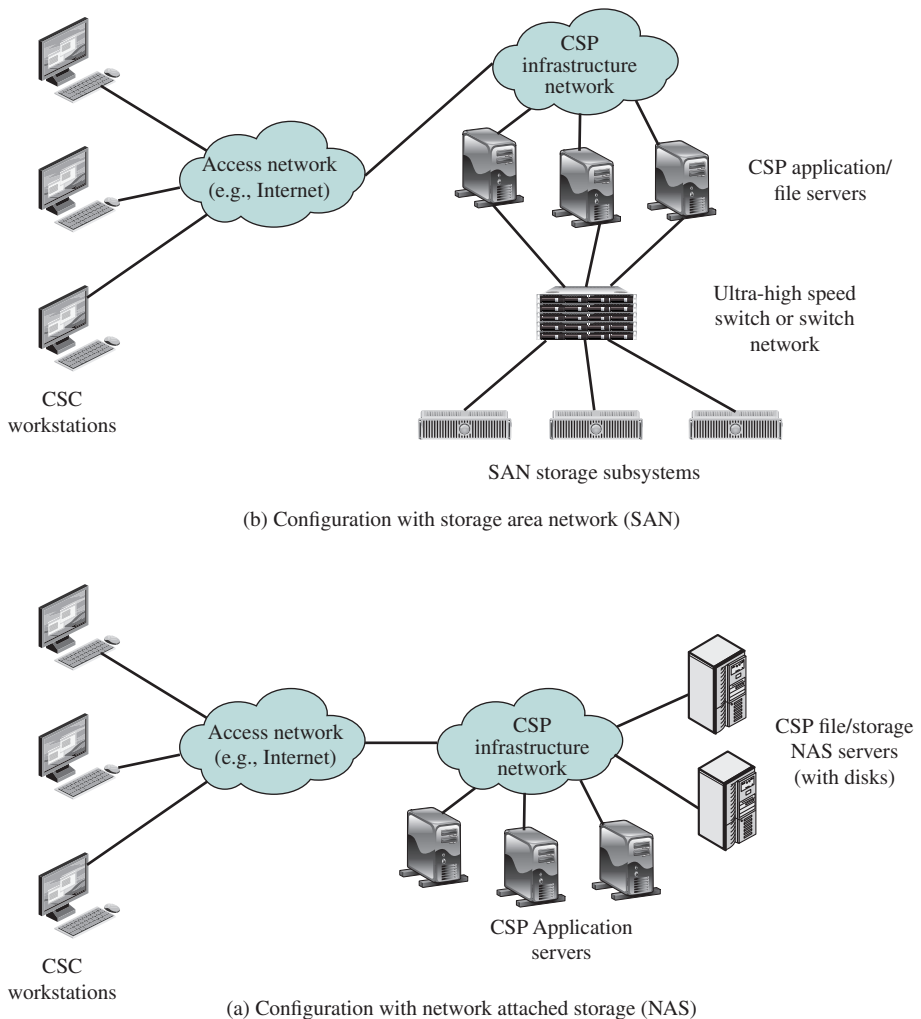 CSP
infrastructure
network
Access network
(e.g., Internet)
CSP application/
file servers
Ultra-high speed
switch or switch
network
CSC
workstations
SAN storage subsystems
(b) Configuration with storage area network (SAN)
Access network
(e.g., Internet)
CSP
infrastructure
network
CSP file/storage
NAS servers
(with disks)
CSP Application
servers
CSC
workstations
(a) Configuration with network attached storage (NAS)